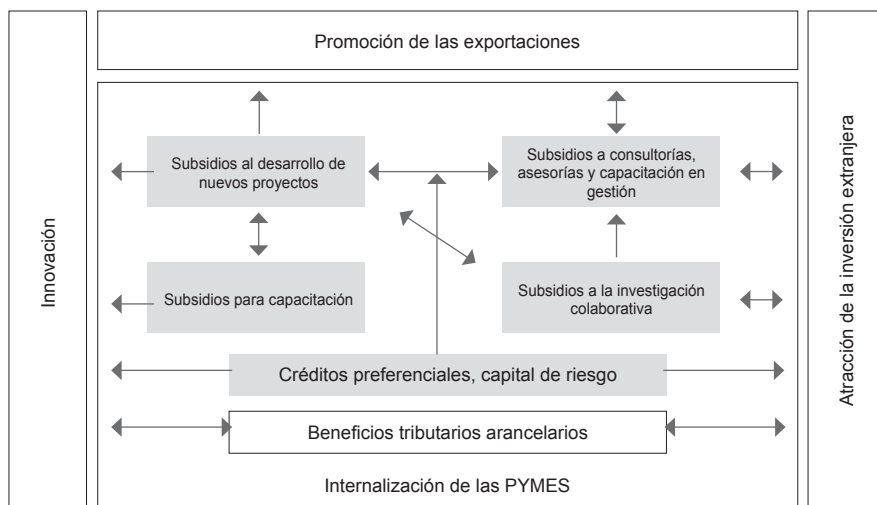 Promoción de las exportaciones
Innovación
Subsidios al desarrollo de
nuevos proyectos
Subsidios a consultorías,
asesorías y capacitación en
gestión
Subsidios para capacitación
Subsidios a la investigación
colaborativa
Créditos preferenciales, capital de riesgo
Beneficios tributarios arancelarios
Internalización de las PYMES
Atracción de la inversión extranjera